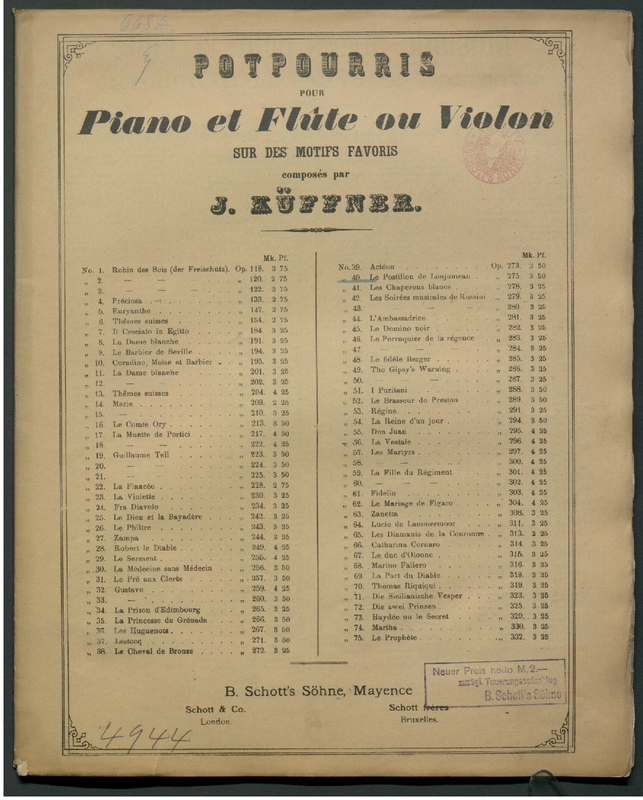 POTPOURRIS
POUR
Piano et Flûte ou Violon
SUR DES MOTIFS FAVORIS
composés par
J. KÜFFNER.
Mk. Pf.
No. 1. Robin des Bois (der Freischutz). Op. 118. 2 75
„ 2. — — „ 120. 2 75
„ 3. — — „ 122. 2 75
„ 4. Préciosa „ 133. 2 75
„ 5. Euryanthe „ 147. 2 75
„ 6. Thêmes suisses „ 154. 2 75
„ 7. Il Crociato in Egitto „ 184. 3 25
„ 8. La Dame blanche „ 191. 3 25
„ 9. Le Barbier de Seville „ 194. 3 25
„ 10. Coradino, Moïse et Barbier „ 195. 3 25
„ 11. La Dame blanche „ 201. 3 25
„ 12. — „ 202. 3 25
„ 13. Thêmes suisses „ 204. 4 25
„ 14. Marie „ 209. 2 25
„ 15. — „ 210. 3 25
„ 16. Le Comte Ory „ 213. 3 50
„ 17. La Muette de Portici „ 217. 4 50
„ 18. — — „ 222. 4 25
„ 19. Guillaume Tell „ 223. 3 50
„ 20. — „ 224. 3 50
„ 21. — „ 225. 3 50
„ 22. La Fiancée „ 228. 2 75
„ 23. La Violette „ 230. 3 25
„ 24. Fra Diavolo „ 234. 3 25
„ 25. Le Dieu et la Bayadère „ 242. 3 25
„ 26. Le Philtre „ 243. 3 25
„ 27. Zampa „ 244. 3 25
„ 28. Robert le Diable „ 249. 4 25
„ 29. Le Serment „ 255. 4 25
„ 30. La Médecine sans Médecin „ 256. 3 50
„ 31. Le Pré aux Clercs „ 257. 3 50
„ 32. Gustave „ 259. 4 25
„ 33. — „ 260. 3 50
„ 34. La Prison d'Edimbourg „ 265. 3 25
„ 35. La Princesse de Grénade „ 266. 3 50
„ 36. Les Huguenots „ 267. 3 50
„ 37. Lestocq „ 271. 3 50
„ 38. Le Cheval de Bronze „ 272. 3 25
Mk. Pf.
No. 39. Actéon Op. 273. 3 50
„ 40. Le Postillon de Lonjumeau „ 275. 3 50
„ 41. Les Chaperons blancs „ 278. 3 25
„ 42. Les Soirées musicales de Rossini „ 279. 3 25
„ 43. — — „ 280. 3 25
„ 44. L'Ambassadrice „ 281. 3 25
„ 45. Le Domino noir „ 282. 3 25
„ 46. Le Perruquier de la régence „ 283. 3 25
„ 47. — — „ 284. 3 25
„ 48. Le fidèle Berger „ 285. 3 25
„ 49. The Gipsy's Warning „ 286. 3 25
„ 50. — „ 287. 3 25
„ 51. I Puritani „ 288. 3 50
„ 52. Le Brasseur de Preston „ 289. 3 50
„ 53. Régine „ 291. 3 25
„ 54. La Reine d'un jour „ 294. 3 25
„ 55. Don Juan „ 295. 4 25
„ 56. La Vestale „ 296. 4 25
„ 57. Les Martyrs „ 297. 4 25
„ 58. — „ 300. 4 25
„ 59. La Fille du Régiment „ 301. 4 25
„ 60. — — „ 302. 4 25
„ 61. Fidelio „ 303. 4 25
„ 62. Le Mariage de Figaro „ 304. 4 25
„ 63. Zanetta „ 308. 3 25
„ 64. Lucie de Lammermoor „ 311. 3 25
„ 65. Les Diamants de la Couronne „ 313. 3 25
„ 66. Catharina Cornaro „ 314. 3 25
„ 67. Le duc d'Olonne „ 315. 3 25
„ 68. Marino Faliero „ 316. 3 25
„ 69. La Part du Diable „ 318. 3 25
„ 70. Thomas Riquiqui „ 319. 3 25
„ 71. Die Sicilianische Vesper „ 323. 3 25
„ 72. Die zwei Prinzen „ 325. 3 25
„ 73. Haydée ou le Secret „ 329. 3 25
„ 74. Martha „ 330. 3 25
„ 75. Le Prophète „ 332. 3 25
B. Schott's Söhne, Mayence
Schott & Co.
London.
Schott frères
Bruxelles.
Neuer Preis netto M. 2.—
zuzügl. Teuerungszuschlag
B. Schott's Söhne
4944